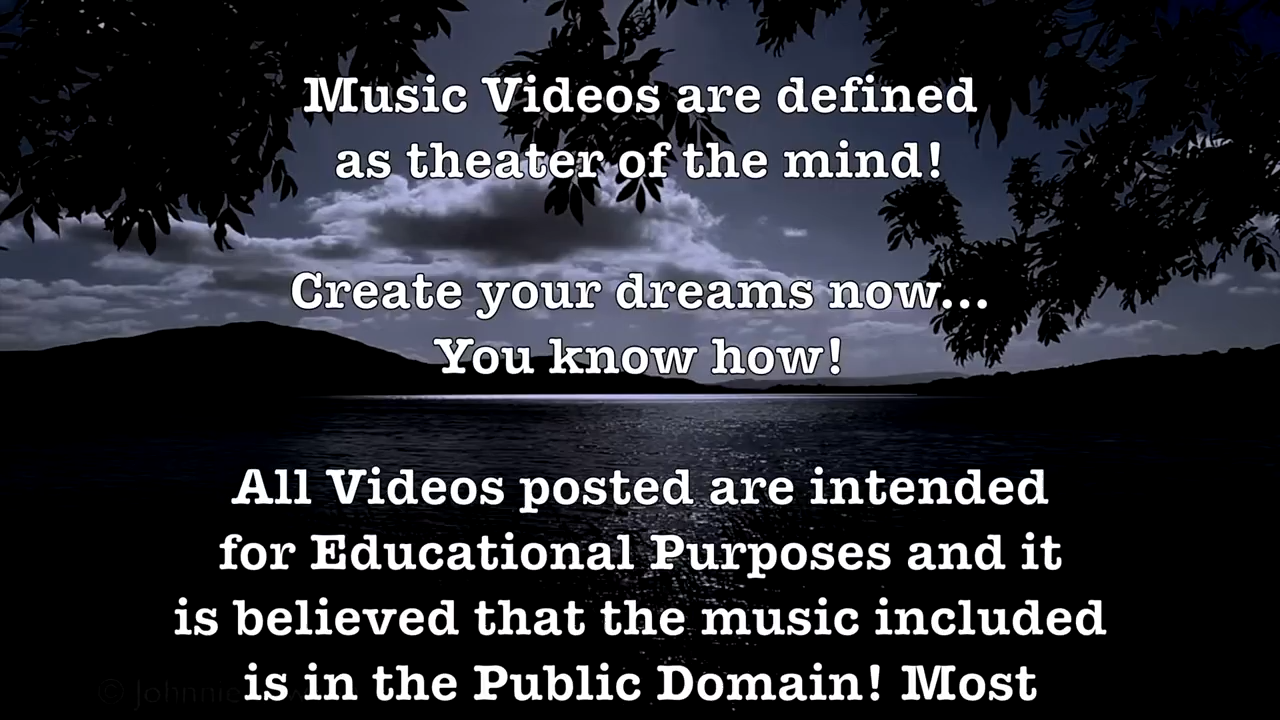 Music Videos are defined
as theater of the mind!
Create your dreams now...
You know how!
All Videos posted are intended
for Educational Purposes and it
is believed that the music included
is in the Public Domain! Most
©